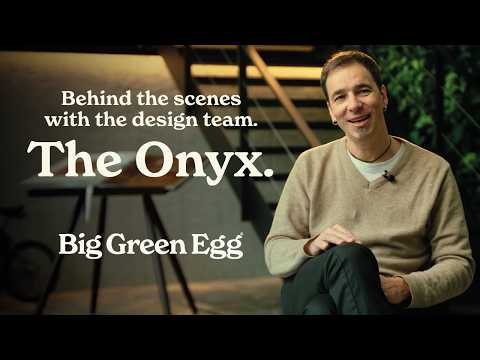 Behind the scenes
with the design team.
The Onyx.
Big Green Egg